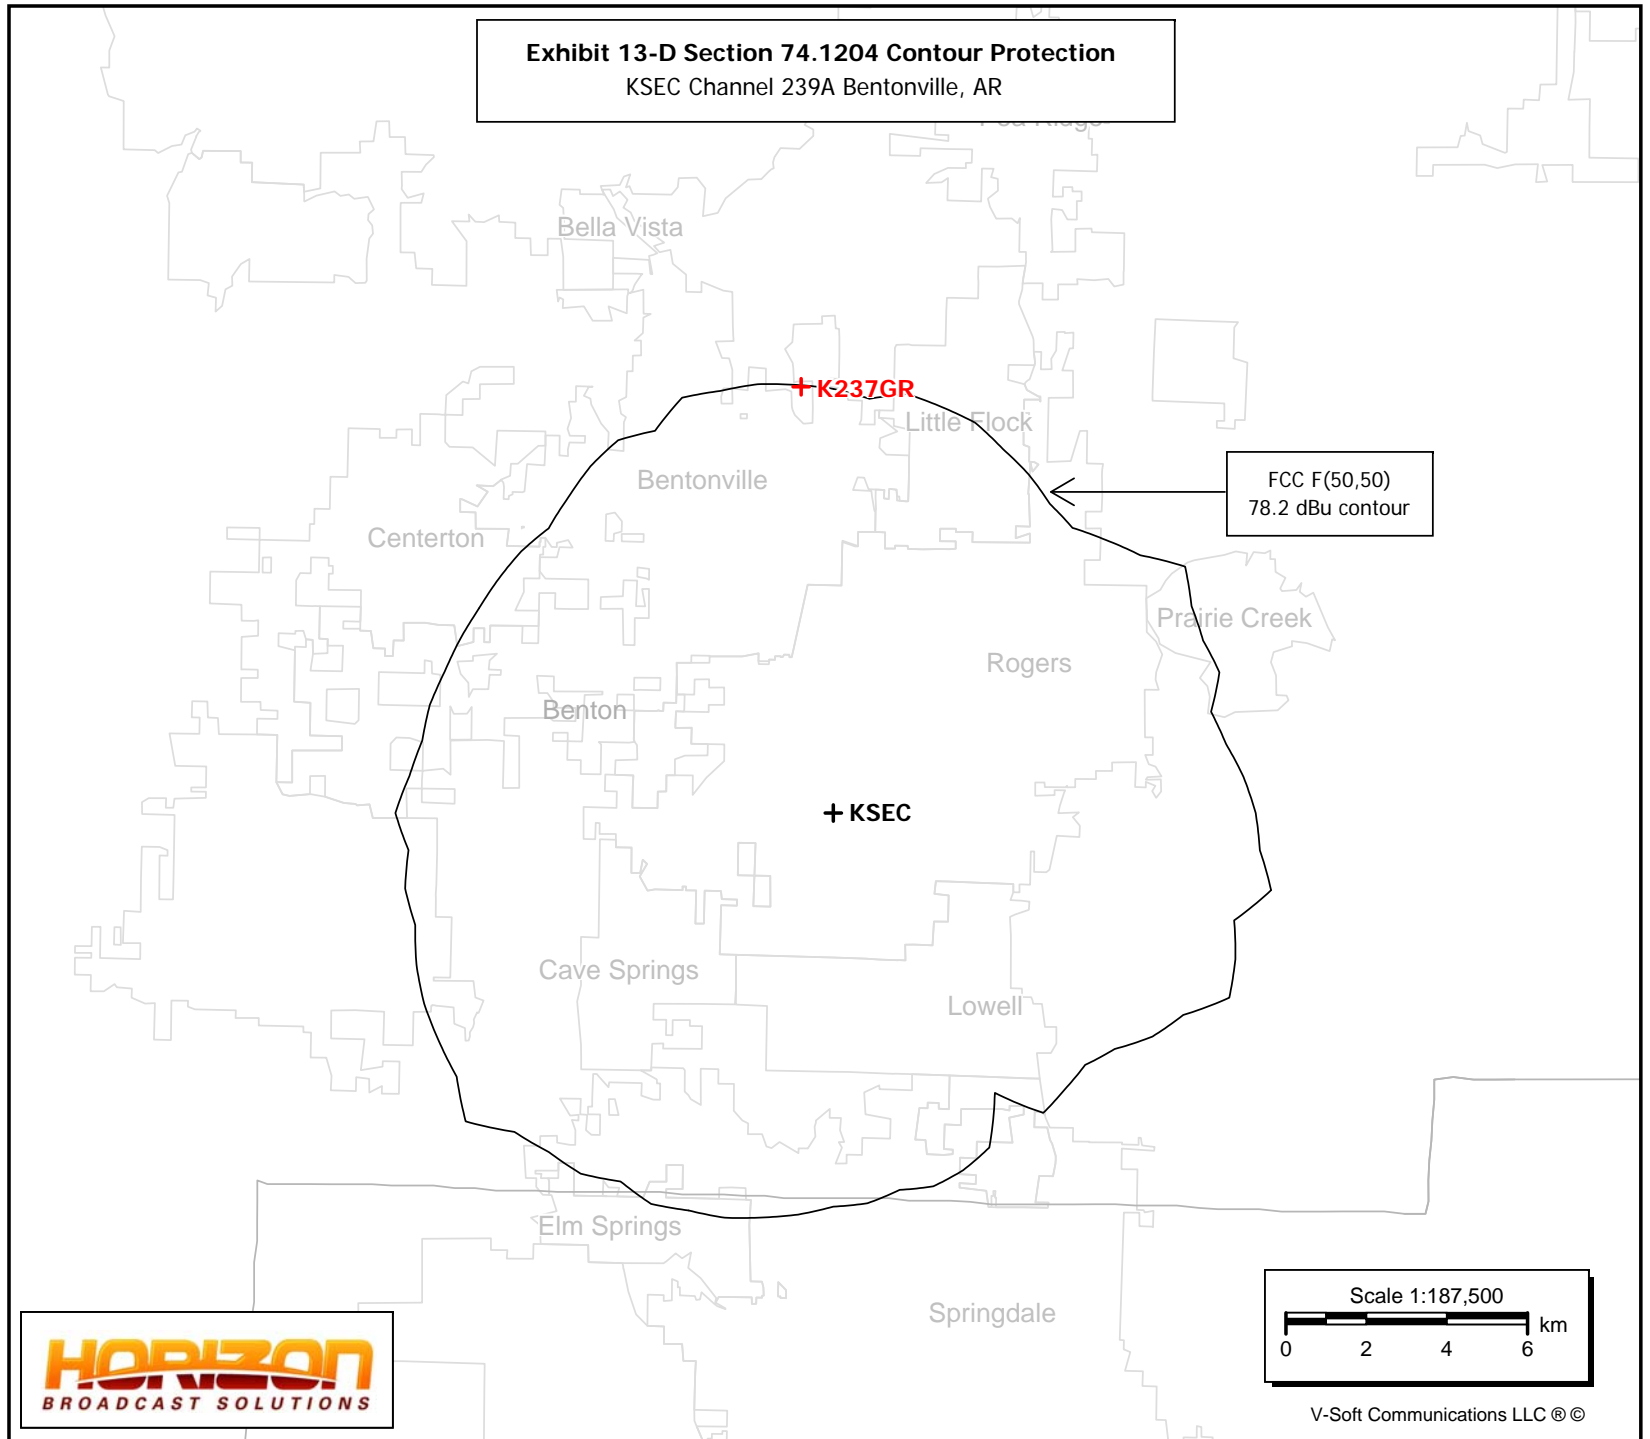 Exhibit 13-D Section 74.1204 Contour Protection
KSEC Channel 239A Bentonville, AR
Pea Ridge
Bella Vista
K237GR
Little Flock
Bentonville
FCC F(50,50)
78.2 dBu contour
Centerton
Prairie Creek
Rogers
Benton
KSEC
Cave Springs
Lowell
Elm Springs
Springdale
Scale 1:187,500
km
0 2 4 6
HORIZON
BROADCAST SOLUTIONS
V-Soft Communications LLC ® ©